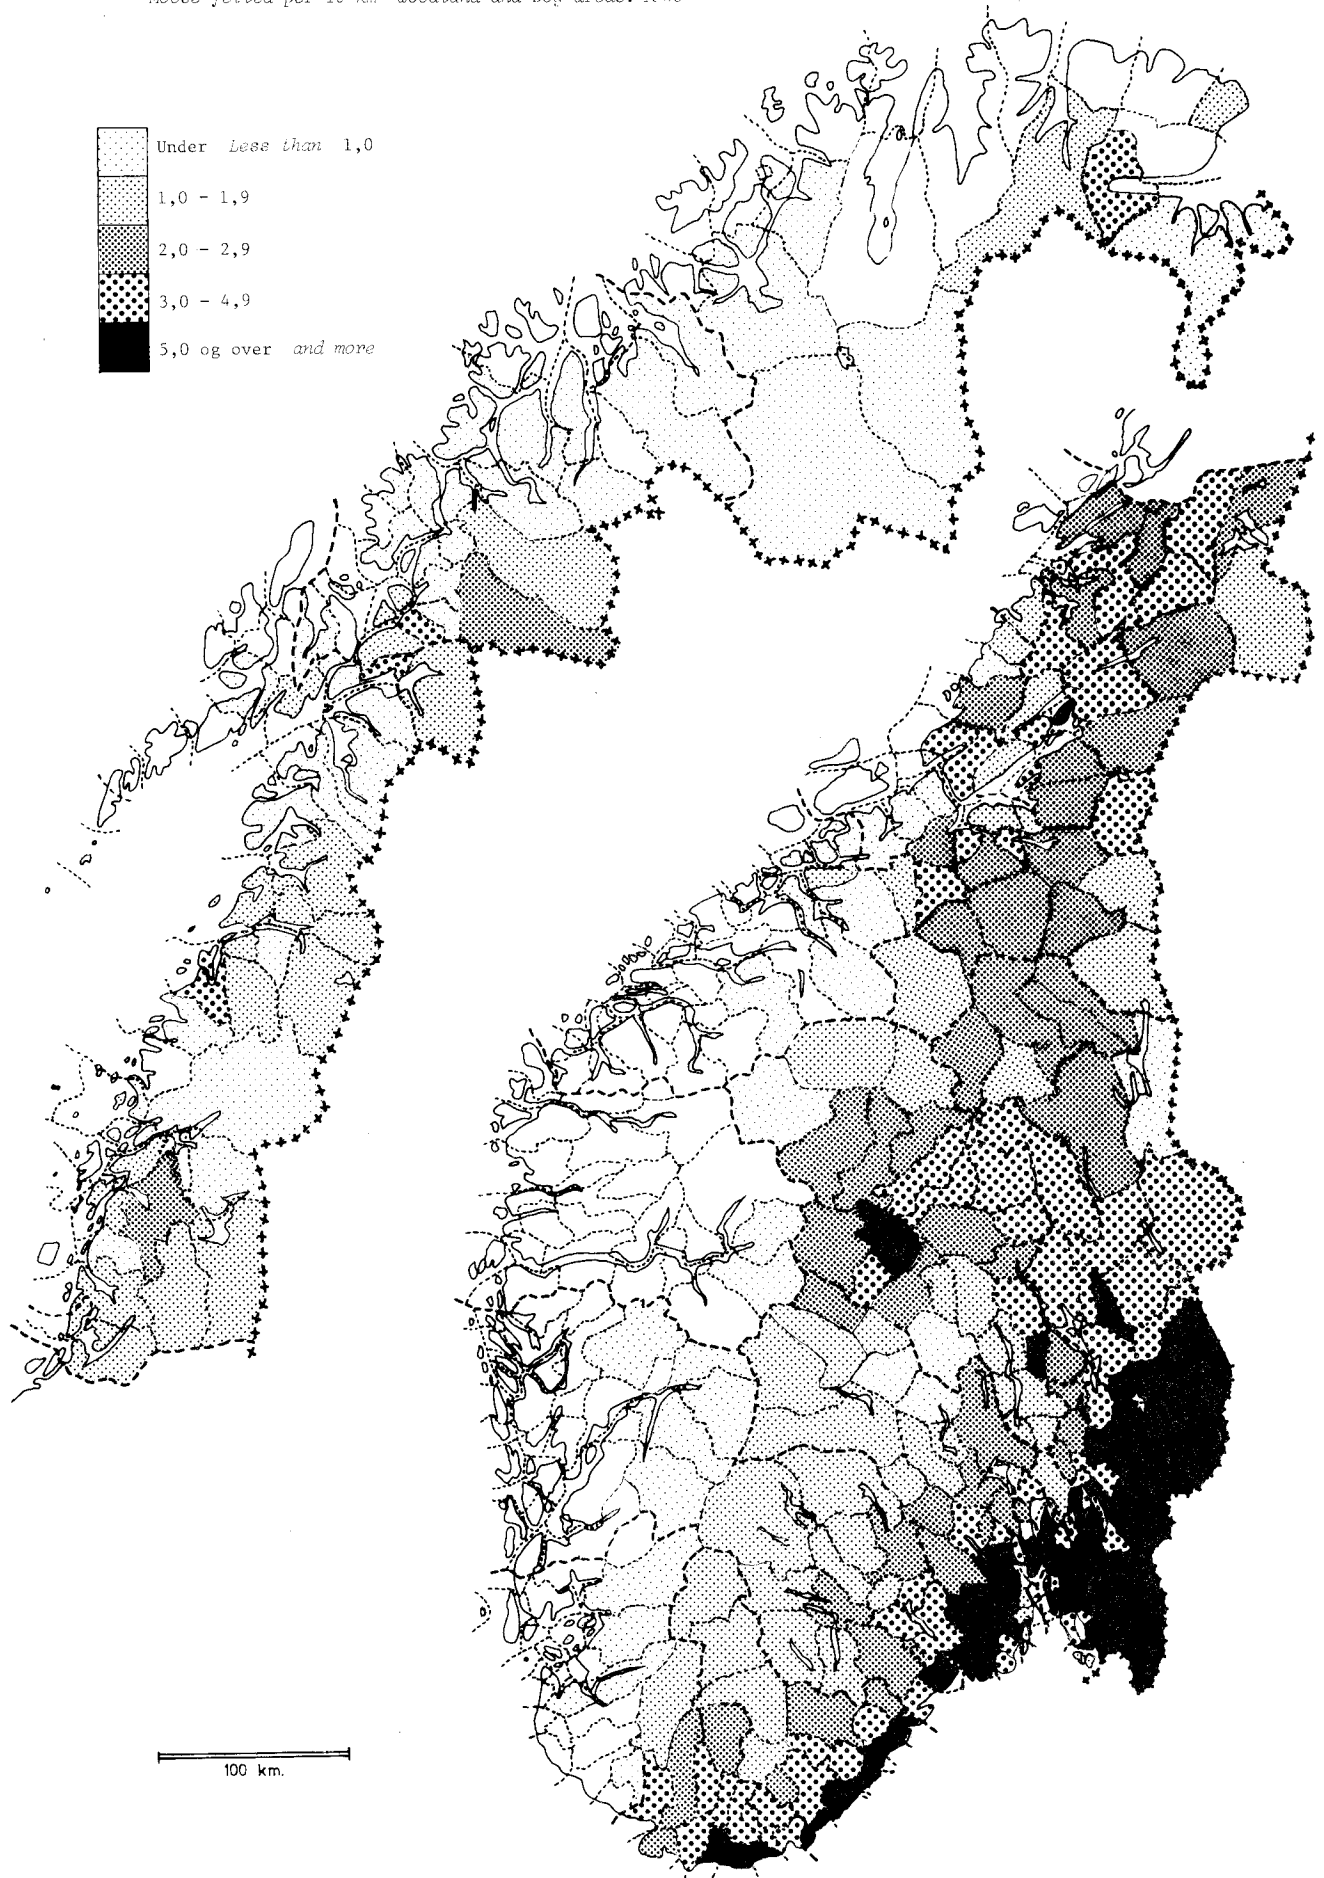 Under Less than 1,0
1,0 - 1,9
2,0 - 2,9
3,0 - 4,9
5,0 og over and more
100 km.